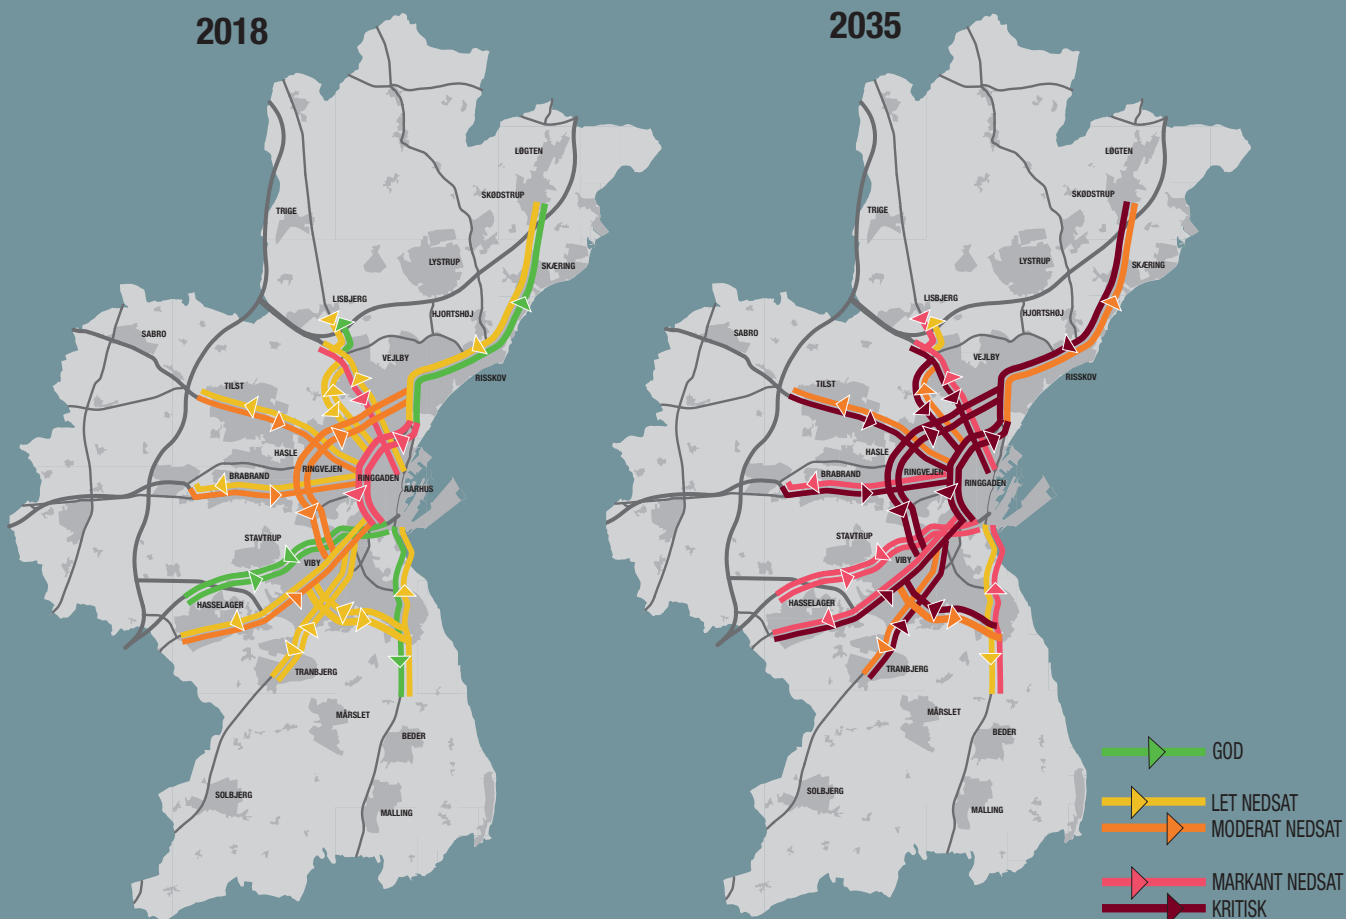 2018
LØGTEN
SKØDSTRUP
TRIGE
LYSTRUP
SKÆRING
LISBJERG
HJORTSHØJ
SABRO
VEJLBY
RISSKOV
TILST
HASLE
RINGVEJEN
BRABRAND
RINGGADEN
AARHUS
STAVTRUP
VIBY
HASSELAGER
TRANBJERG
MÅRSLET
BEDER
SOLBJERG
MALLING
2035
LØGTEN
SKØDSTRUP
TRIGE
LYSTRUP
SKÆRING
LISBJERG
HJORTSHØJ
SABRO
VEJLBY
RISSKOV
TILST
HASLE
RINGVEJEN
BRABRAND
RINGGADEN
STAVTRUP
VIBY
HASSELAGER
TRANBJERG
MÅRSLET
BEDER
SOLBJERG
MALLING
GOD
LET NEDSAT
MODERAT NEDSAT
MARKANT NEDSAT
KRITISK